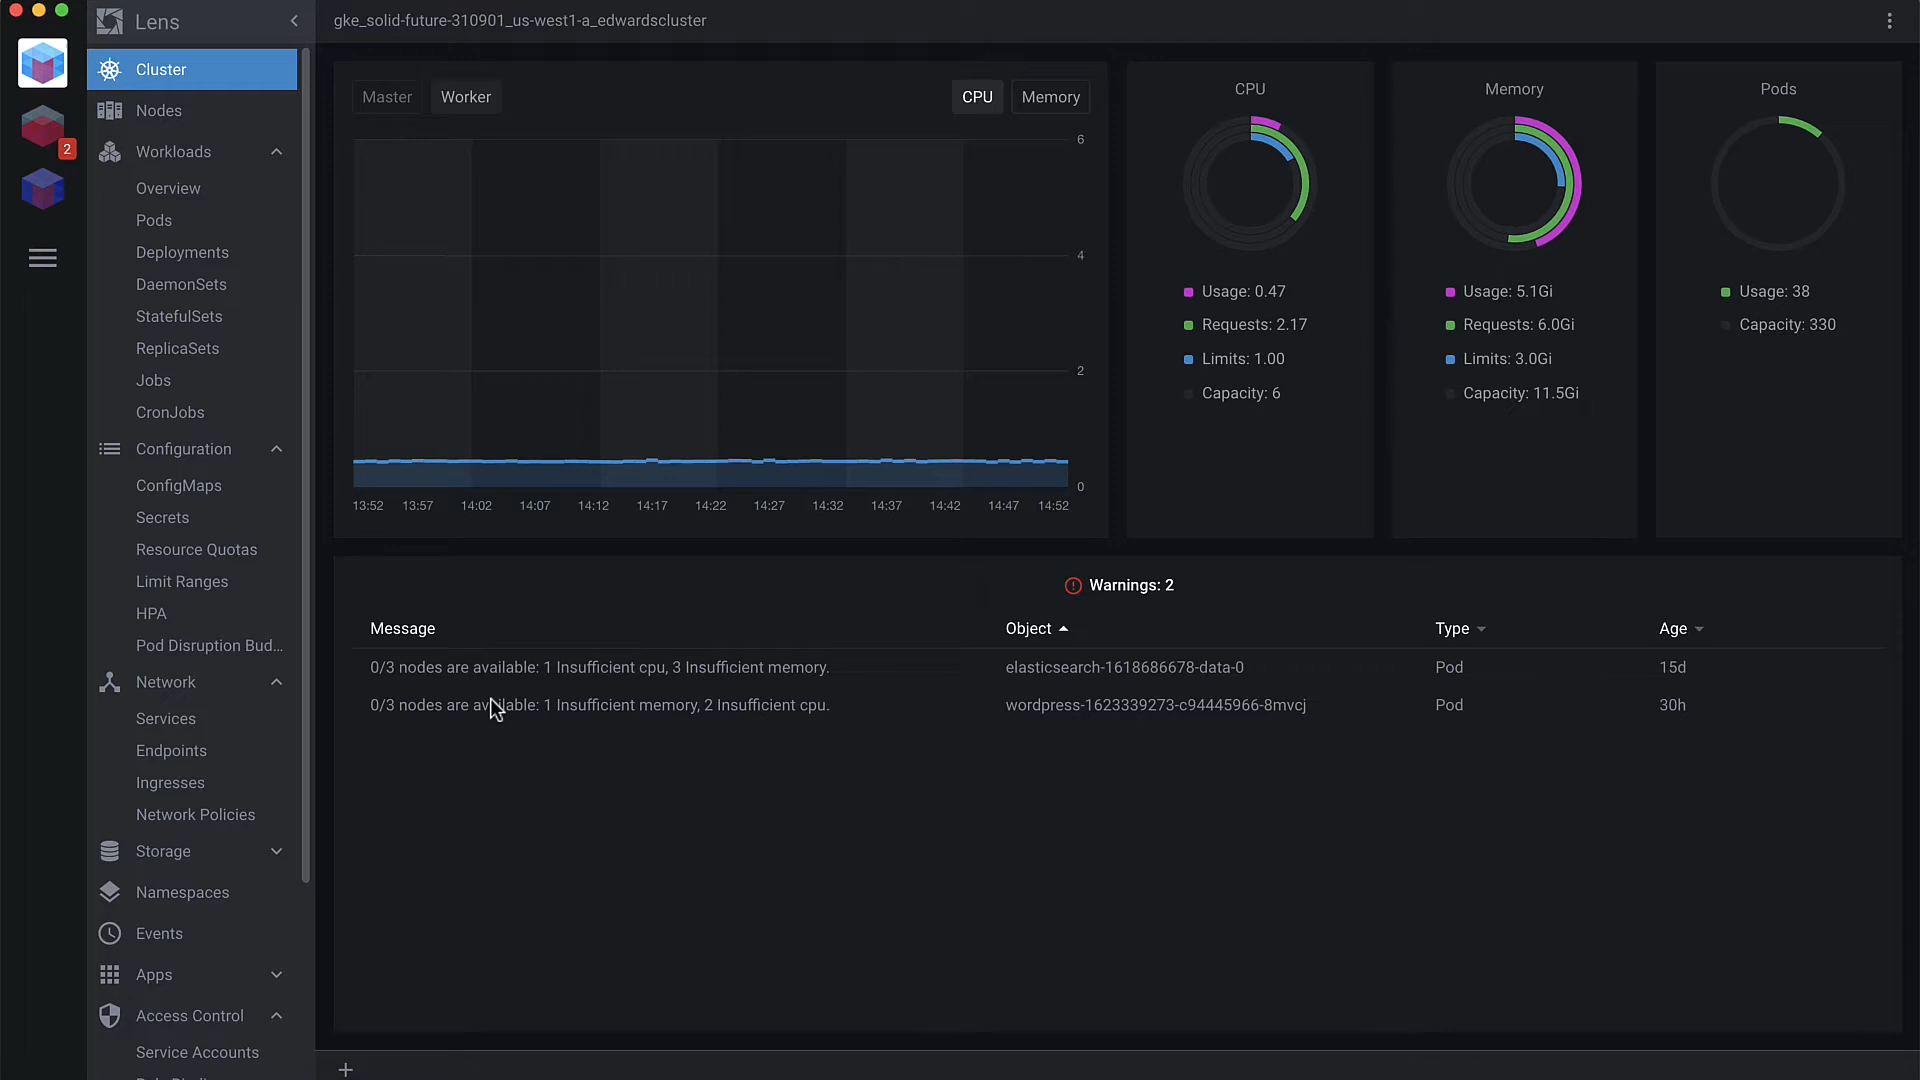 Lens
gke_solid-future-310901_us-west1-a_edwardscluster
2
Cluster
Nodes
Workloads
Overview
Pods
Deployments
DaemonSets
StatefulSets
ReplicaSets
Jobs
CronJobs
Configuration
ConfigMaps
Secrets
Resource Quotas
Limit Ranges
HPA
Pod Disruption Bud...
Network
Services
Endpoints
Ingresses
Network Policies
Storage
Namespaces
Events
Apps
Access Control
Service Accounts
Master Worker CPU Memory
6
4
2
0
13:52 13:57 14:02 14:07 14:12 14:17 14:22 14:27 14:32 14:37 14:42 14:47 14:52
CPU
Usage: 0.47
Requests: 2.17
Limits: 1.00
Capacity: 6
Memory
Usage: 5.1Gi
Requests: 6.0Gi
Limits: 3.0Gi
Capacity: 11.5Gi
Pods
Usage: 38
Capacity: 330
Warnings: 2
Message Object Type Age
0/3 nodes are available: 1 Insufficient cpu, 3 Insufficient memory. elasticsearch-1618686678-data-0 Pod 15d
0/3 nodes are available: 1 Insufficient memory, 2 Insufficient cpu. wordpress-1623339273-c94445966-8mvcj Pod 30h